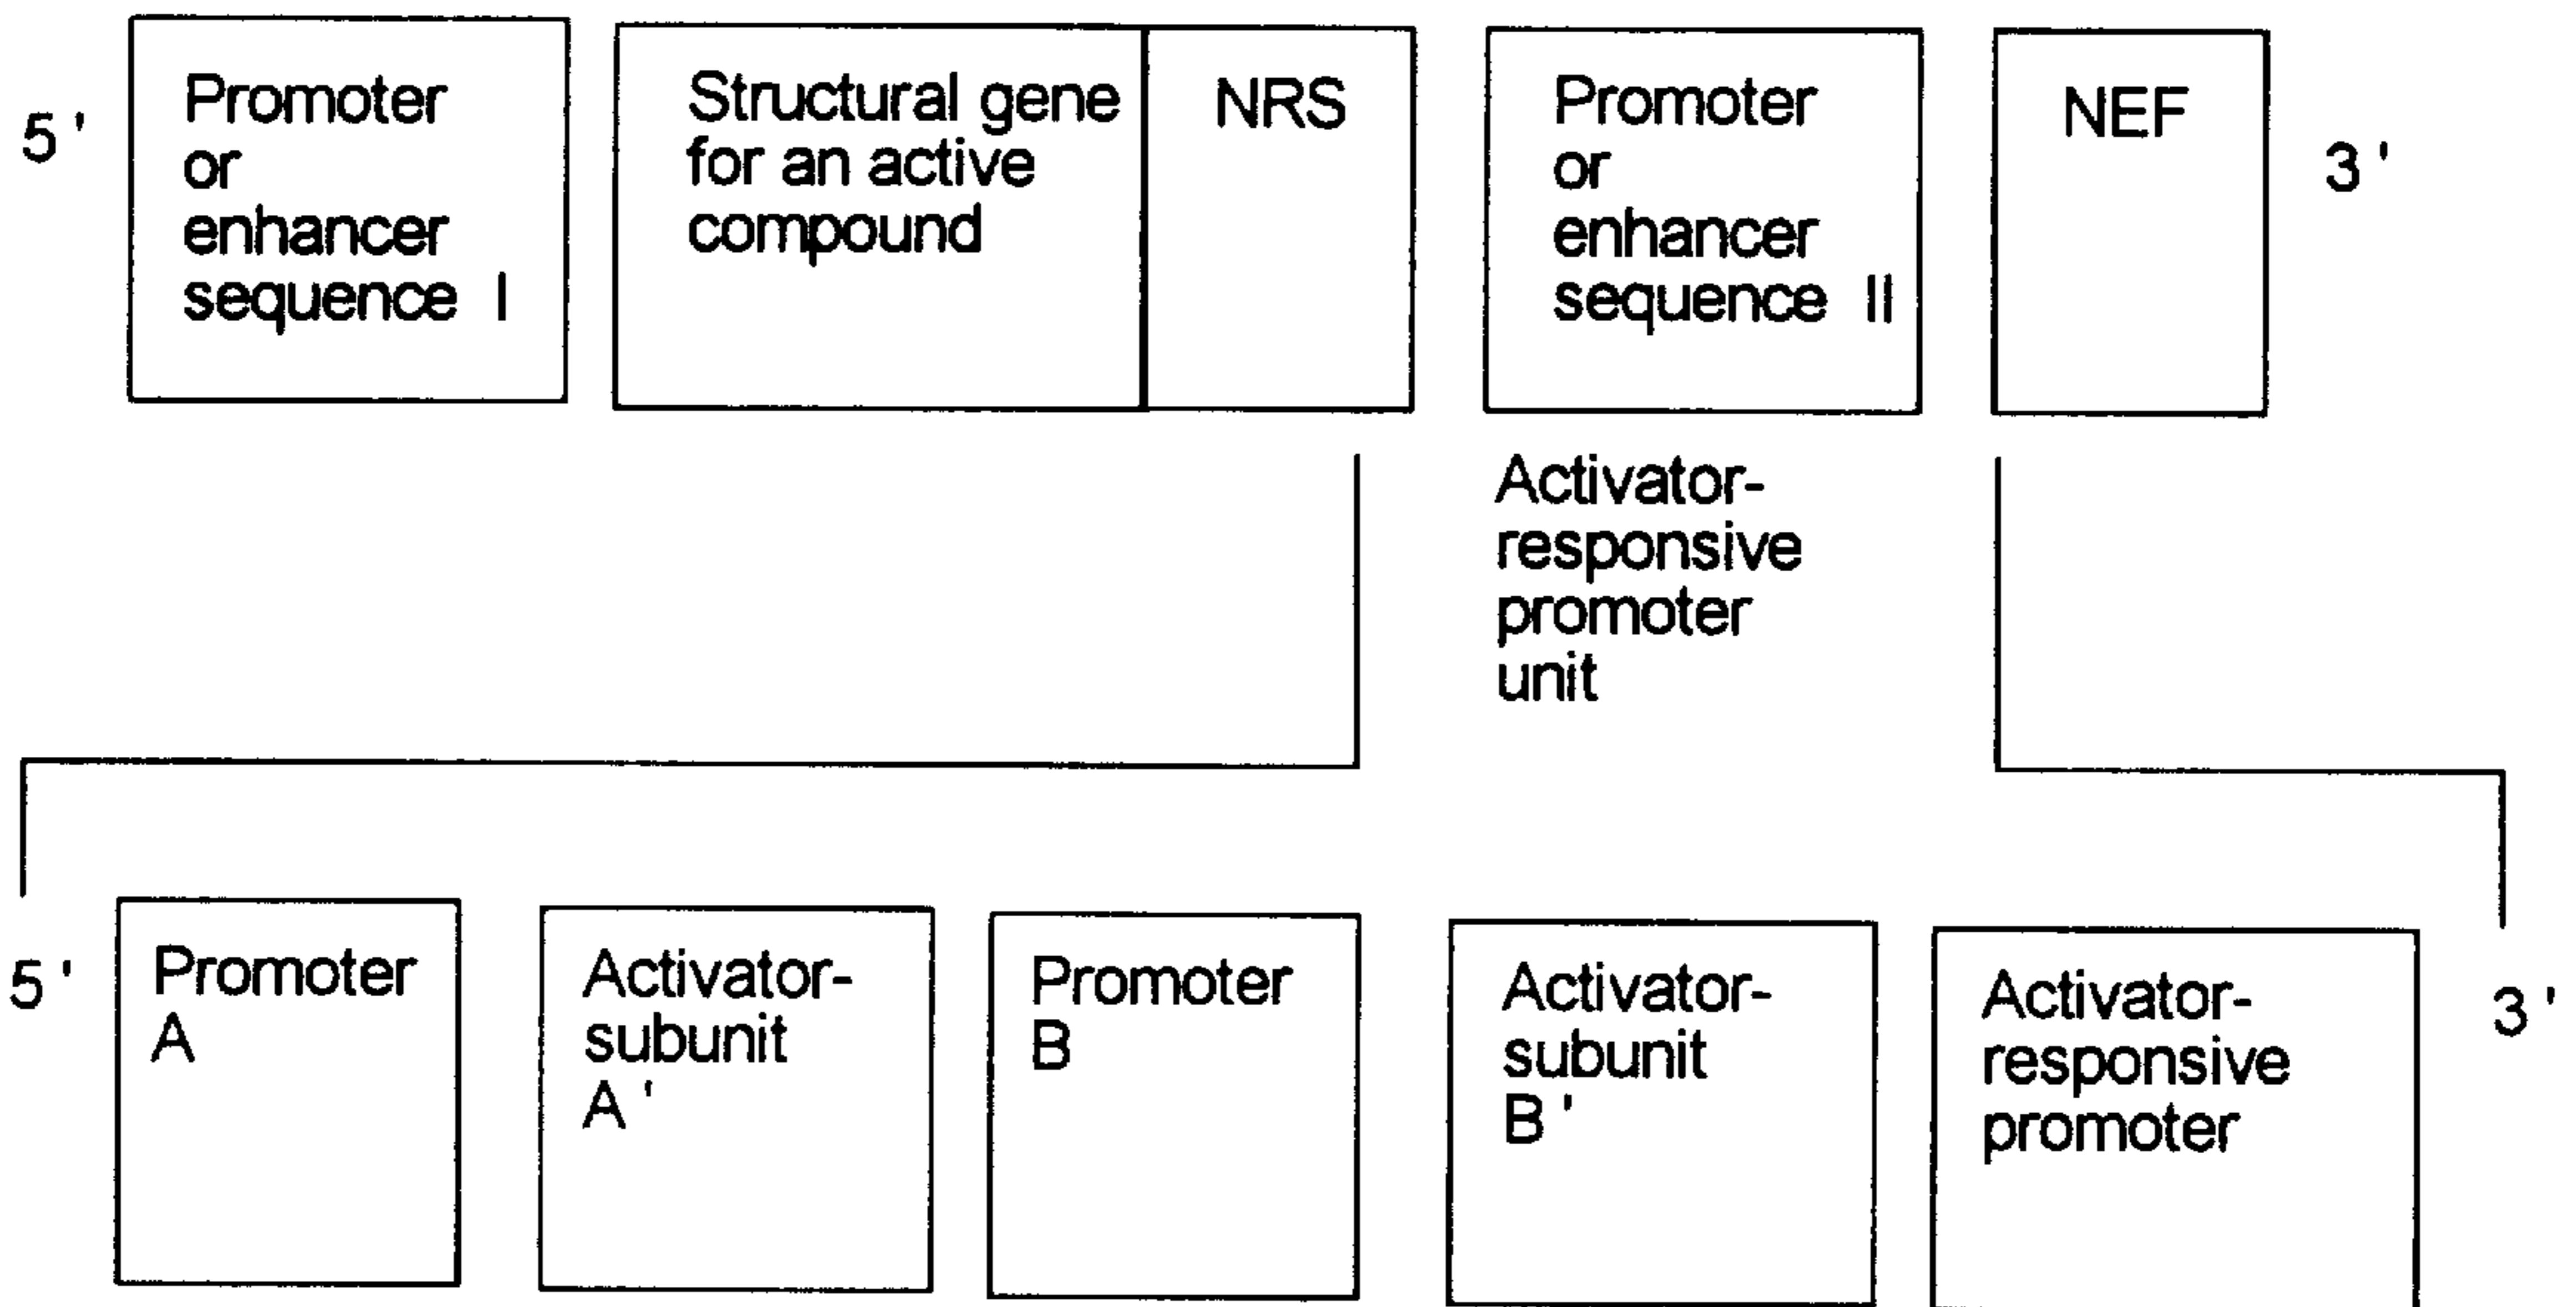 5'
Promoter
or
enhancer
sequence I
Structural gene
for an active
compound
NRS
Promoter
or
enhancer
sequence II
NEF
3'
Activator-
responsive
promoter
unit
5'
Promoter
A
Activator-
subunit
A'
Promoter
B
Activator-
subunit
B'
Activator-
responsive
promoter
3'